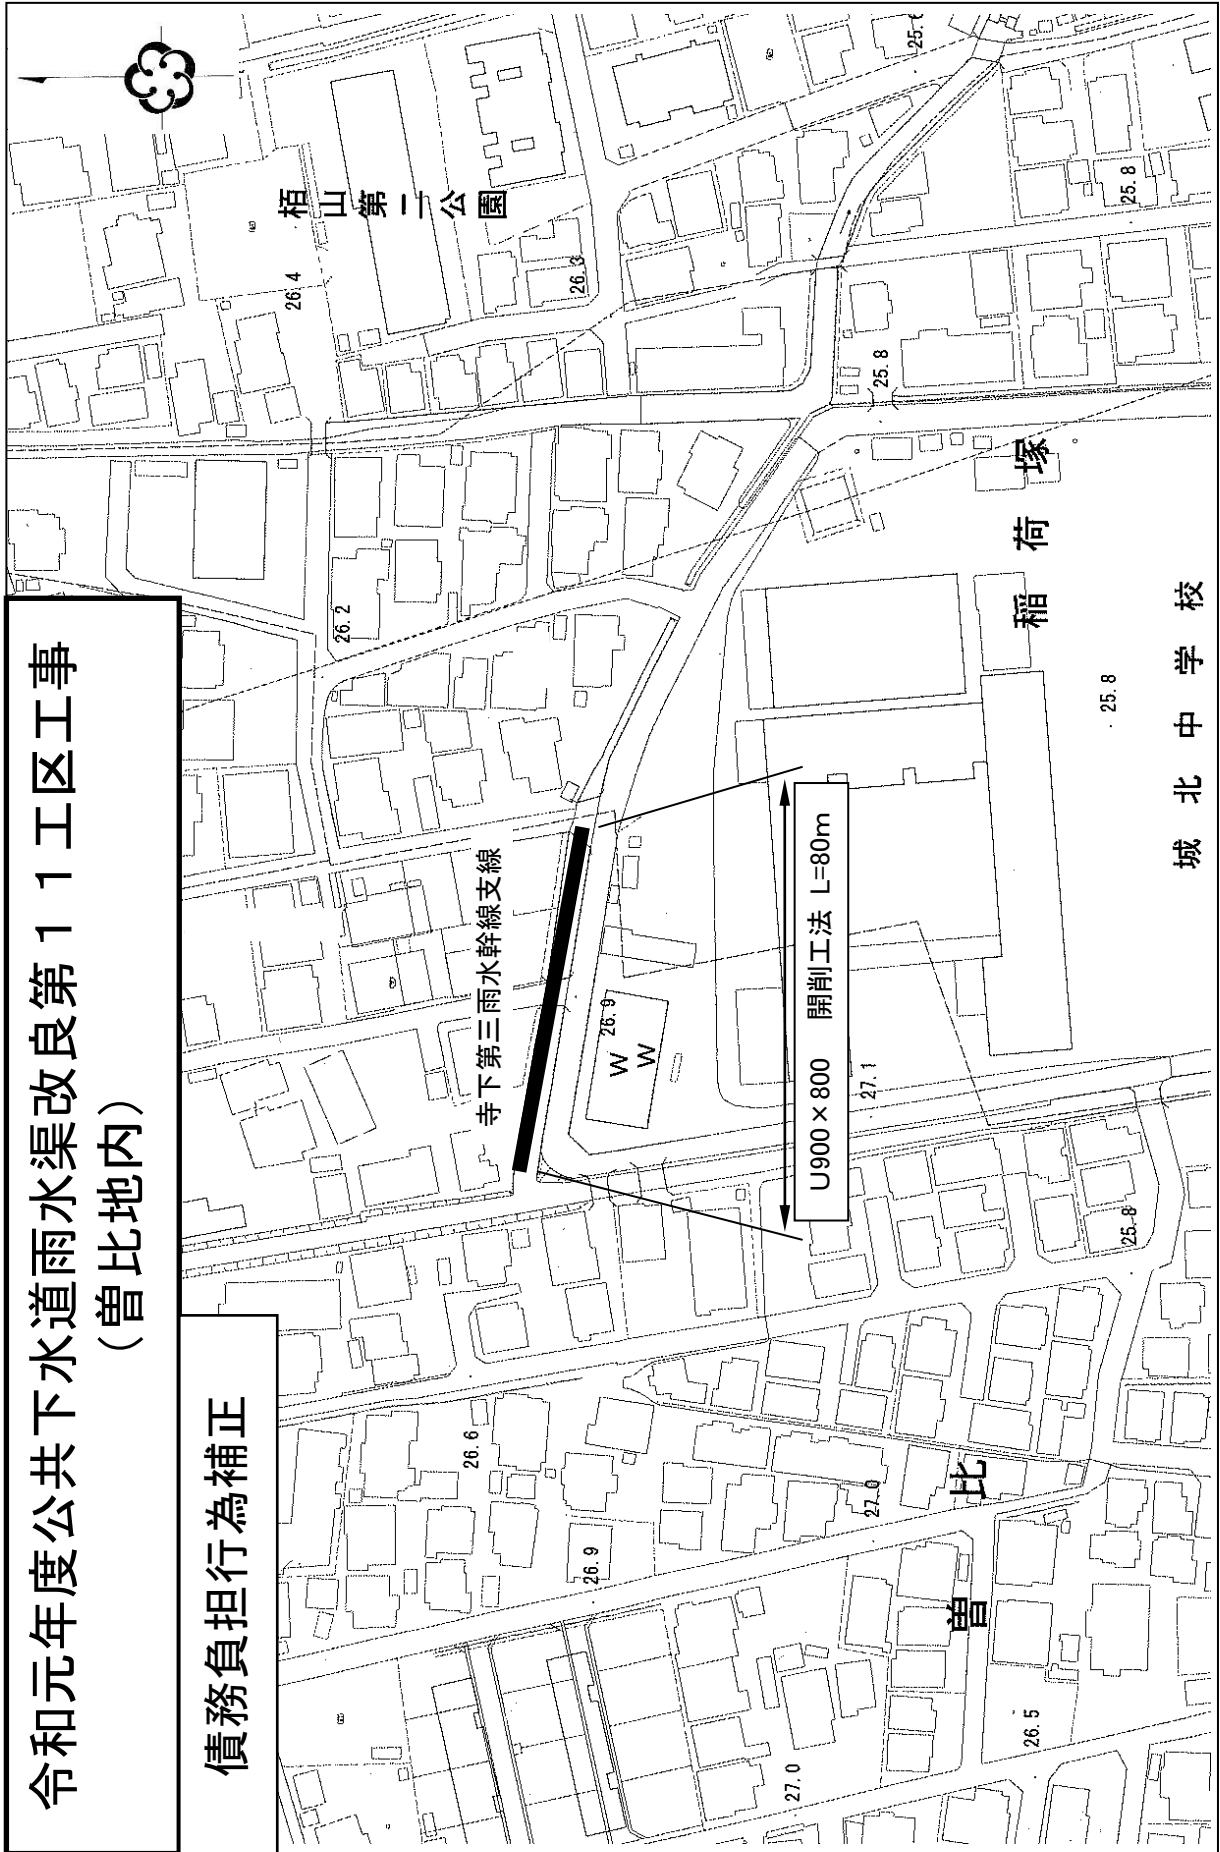 令和元年度公共下水道雨水渠改良第11工区工事
（曽比地内）
債務負担行為補正
栢山第二公園
寺下第三雨水幹線支線
U900×800　開削工法 L=80m
稲荷塚
城北中学校
曽比
W
W
25.6
25.8
26.4
26.3
25.8
26.2
25.8
26.9
27.1
25.8
26.6
27.0
26.9
26.5
27.0